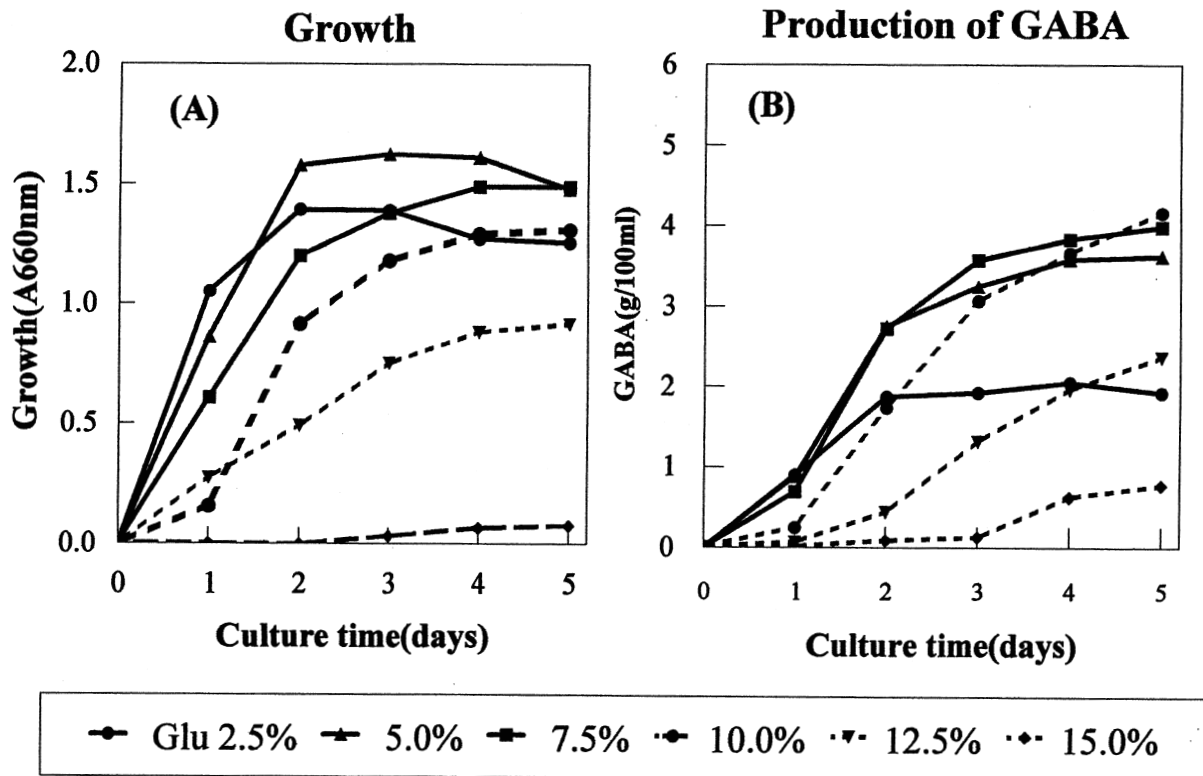 Growth
Production of GABA
(A)
Growth(A660nm)
2.0
1.5
1.0
0.5
0.0
0
1
2
3
4
5
Culture time(days)
(B)
GABA(g/100ml)
6
5
4
3
2
1
0
0
1
2
3
4
5
Culture time(days)
Glu 2.5% 5.0% 7.5% 10.0% 12.5% 15.0%